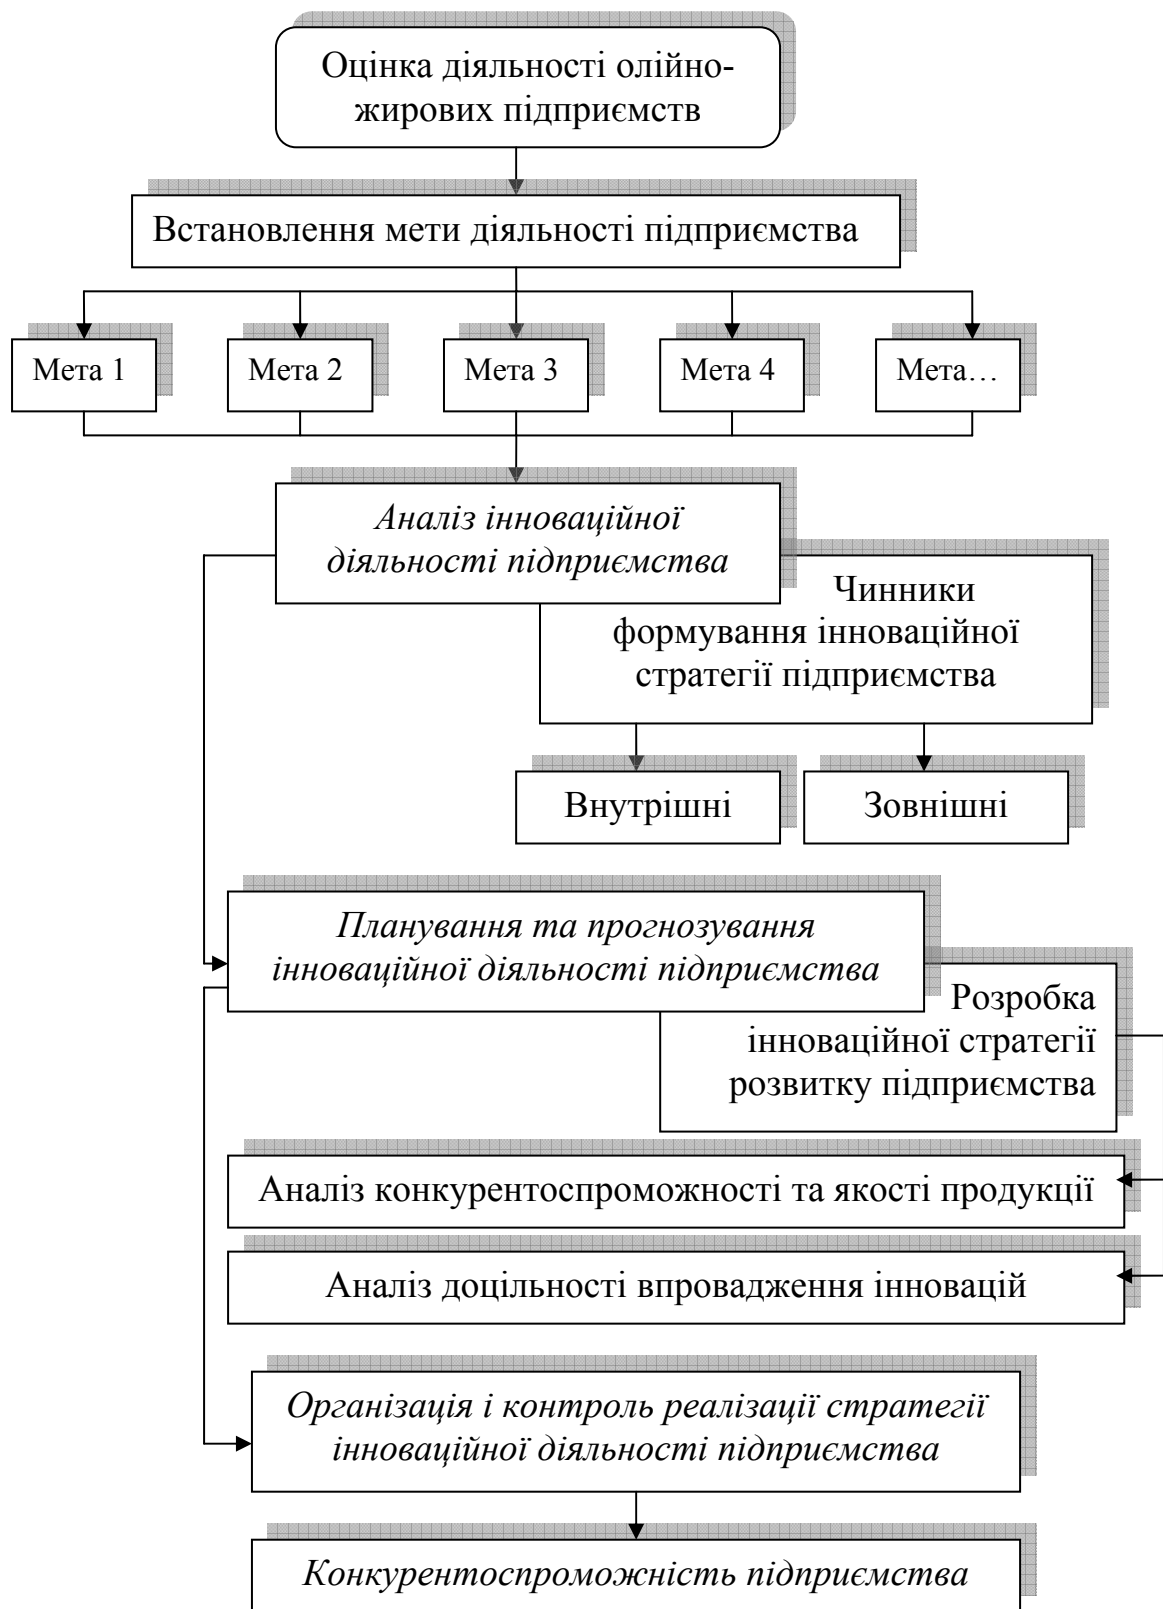 Оцінка діяльності олійно-
жирових підприємств
Встановлення мети діяльності підприємства
Мета 1
Мета 2
Мета 3
Мета 4
Мета…
Аналіз інноваційної
діяльності підприємства
Чинники
формування інноваційної
стратегії підприємства
Внутрішні
Зовнішні
Планування та прогнозування
інноваційної діяльності підприємства
Розробка
інноваційної стратегії
розвитку підприємства
Аналіз конкурентоспроможності та якості продукції
Аналіз доцільності впровадження інновацій
Організація і контроль реалізації стратегії
інноваційної діяльності підприємства
Конкурентоспроможність підприємства